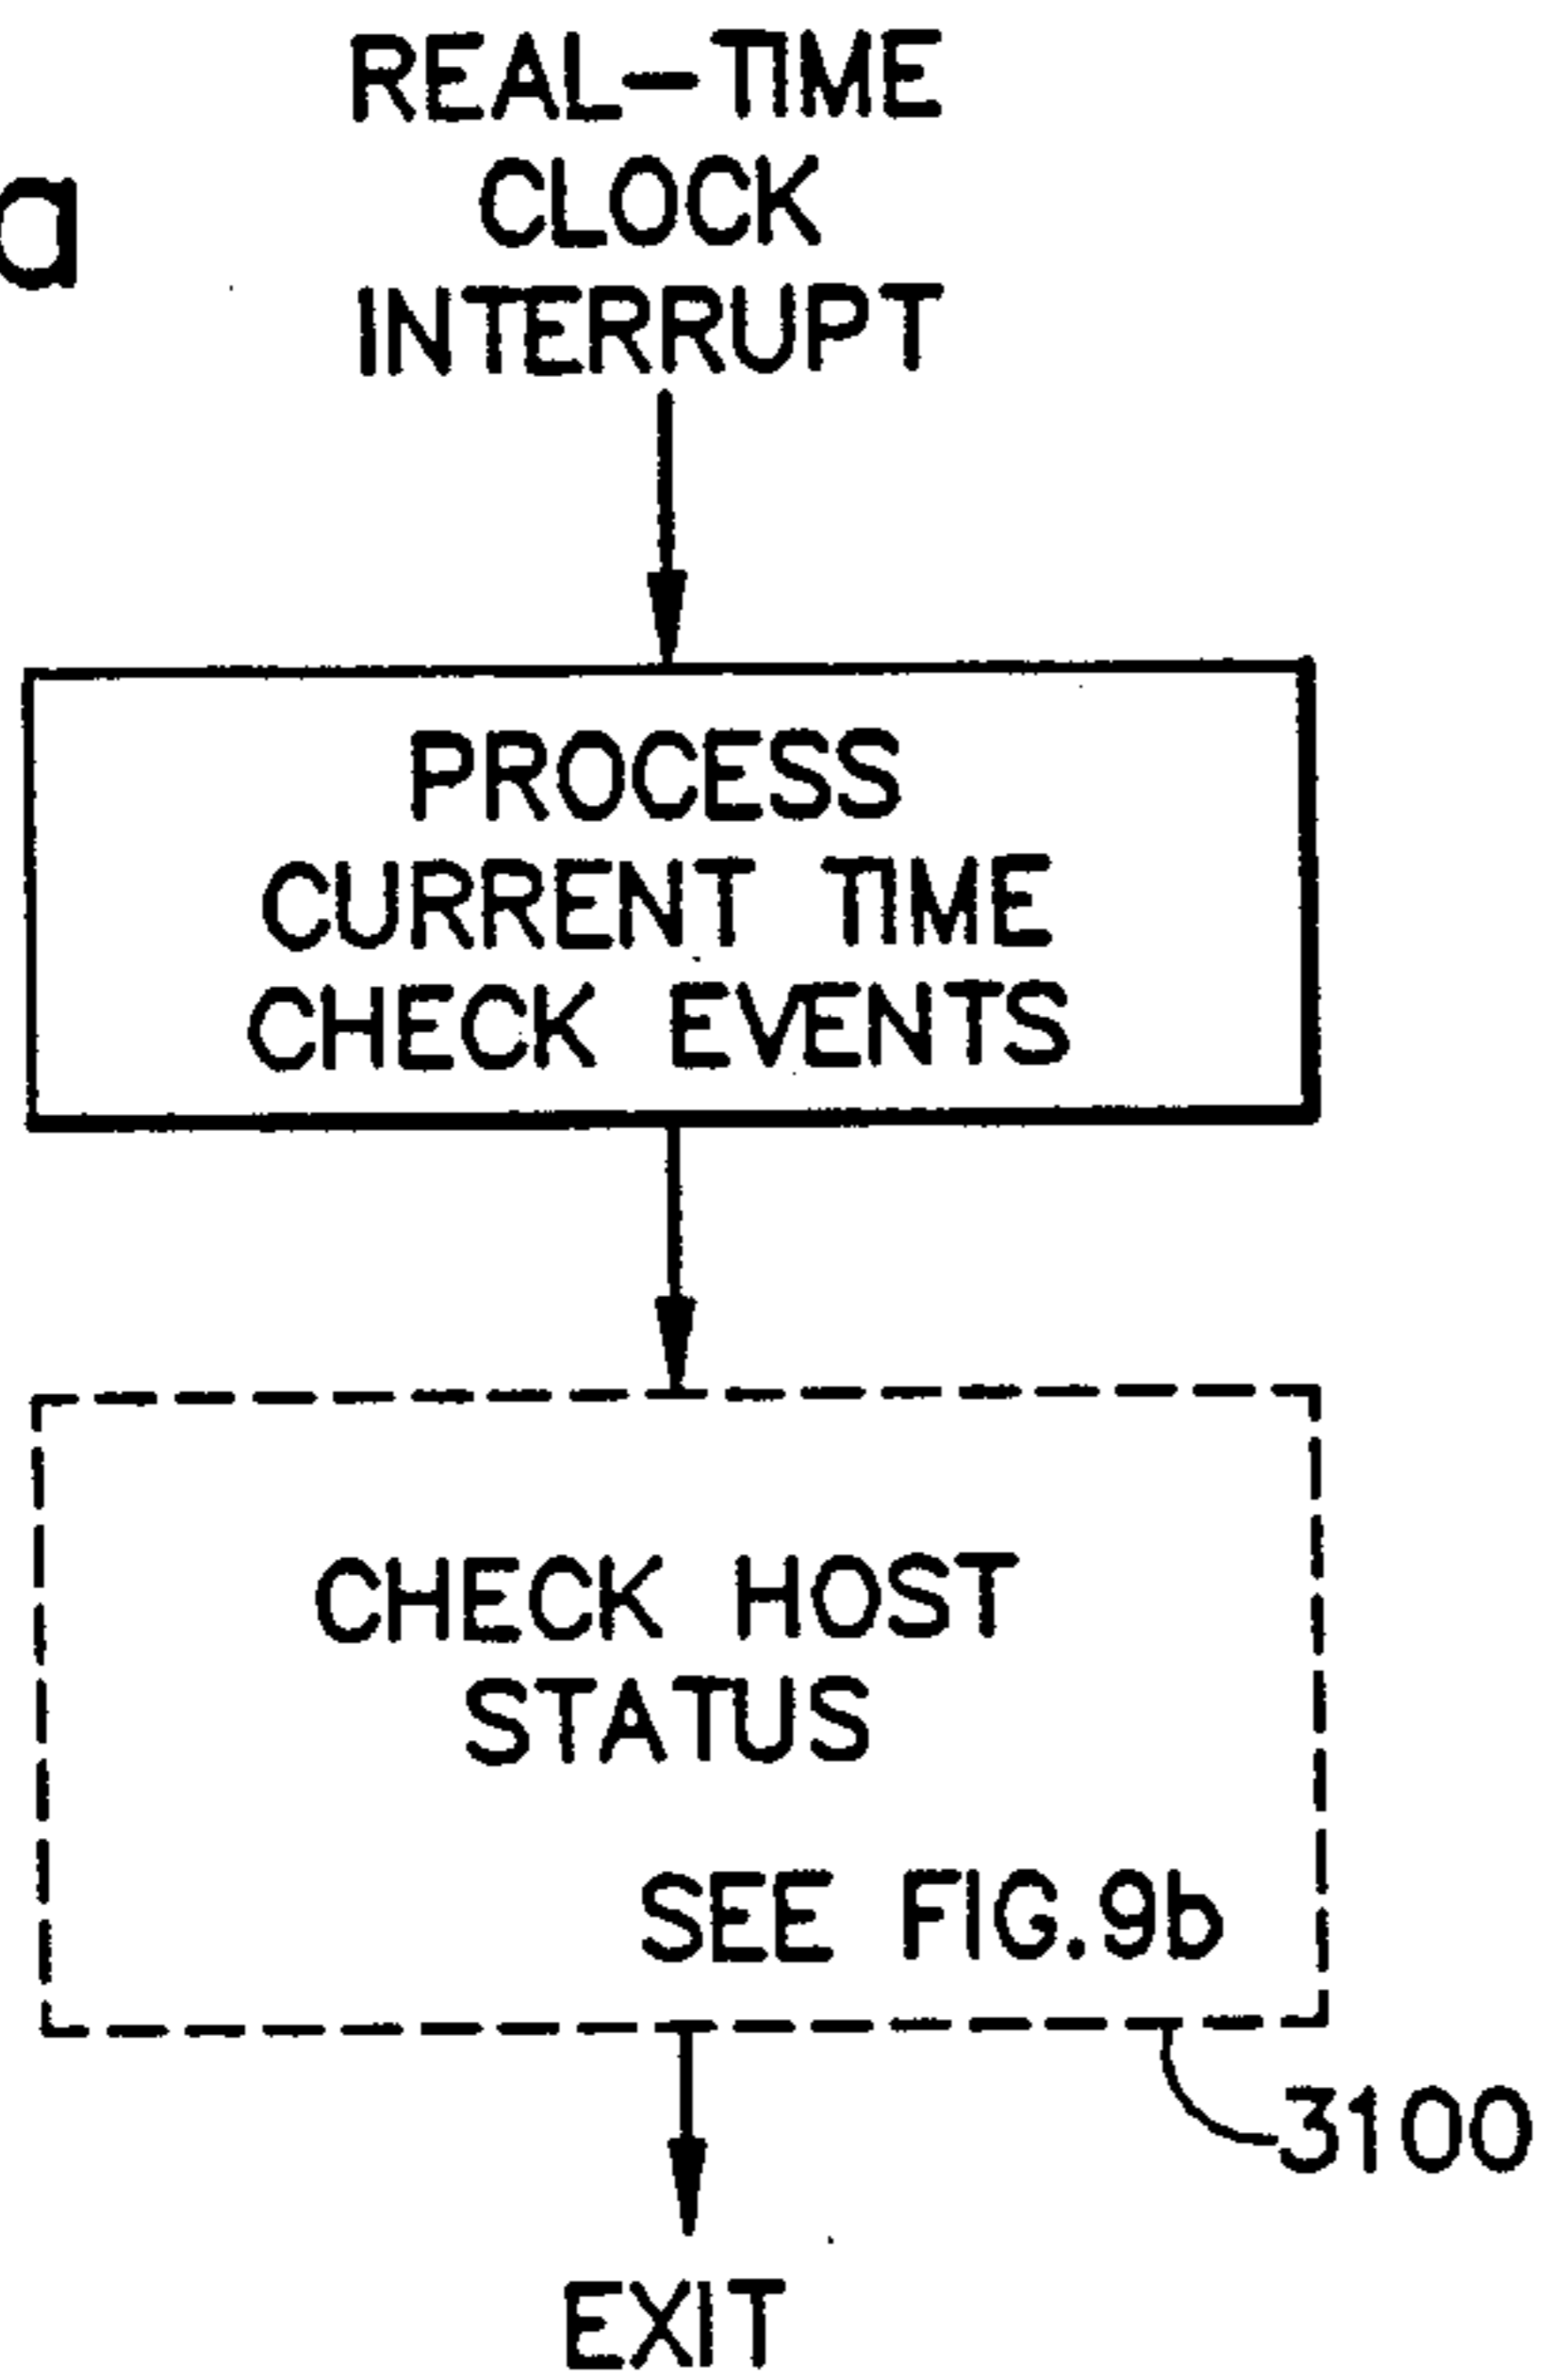 a
REAL-TIME
CLOCK
INTERRUPT
PROCESS
CURRENT TIME
CHECK EVENTS
CHECK HOST
STATUS
SEE FIG.9b
3100
EXIT